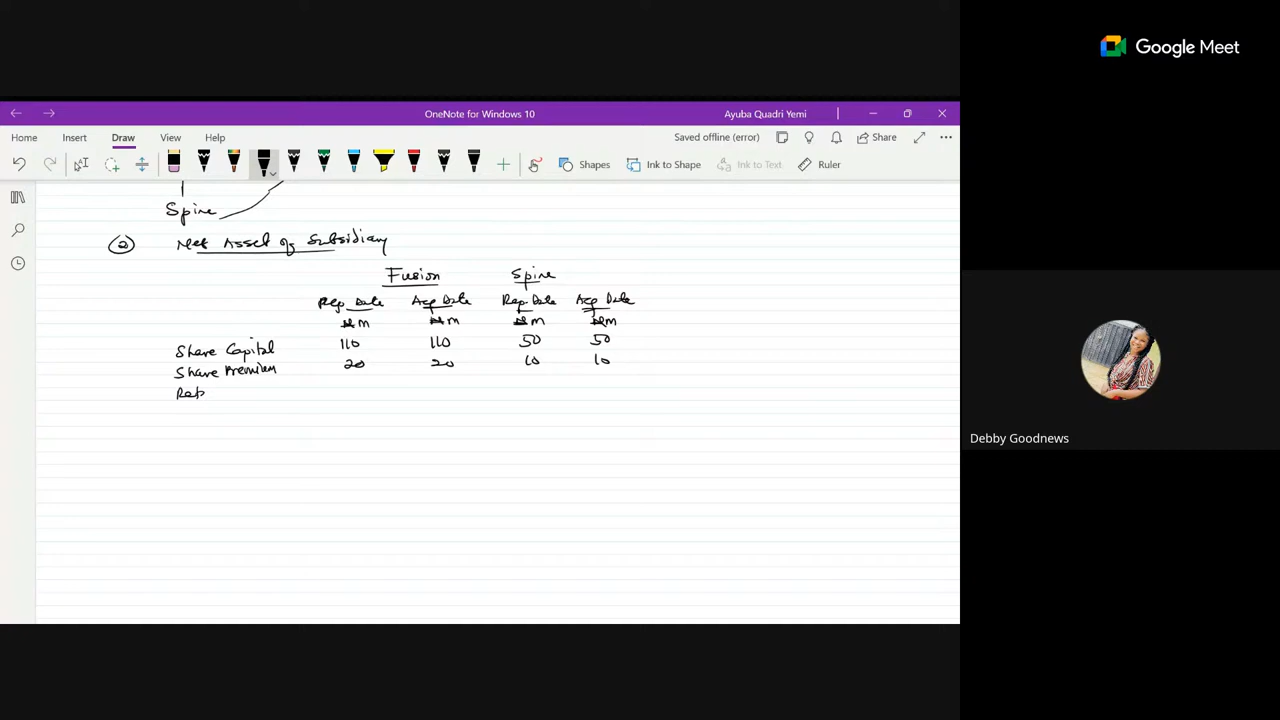 Google Meet
OneNote for Windows 10
Ayuba Quadri Yemi
Home Insert Draw View Help
Saved offline (error)
Share
Shapes
Ink to Shape
Ink to Text
Ruler
Spine
② Net Asset of Subsidiary
Fusion Spine
Rep Date Acq Date Rep. Date Acq Date
₦m ₦m ₦m ₦m
Share Capital 110 110 50 50
Share Premium 20 20 10 10
Ret
Debby Goodnews